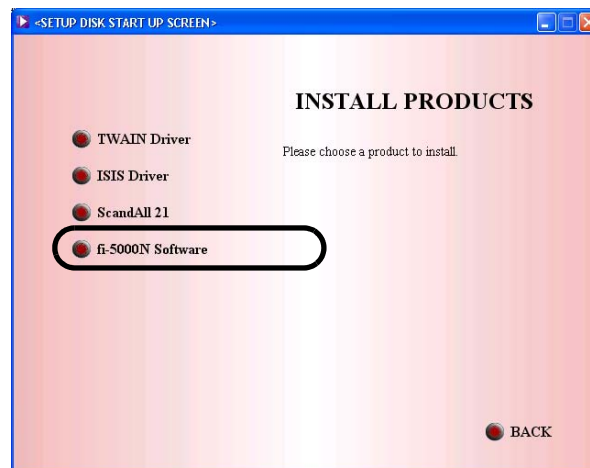 <SETUP DISK START UP SCREEN>
INSTALL PRODUCTS
Please choose a product to install.
TWAIN Driver
ISIS Driver
ScandAll 21
fi-5000N Software
BACK